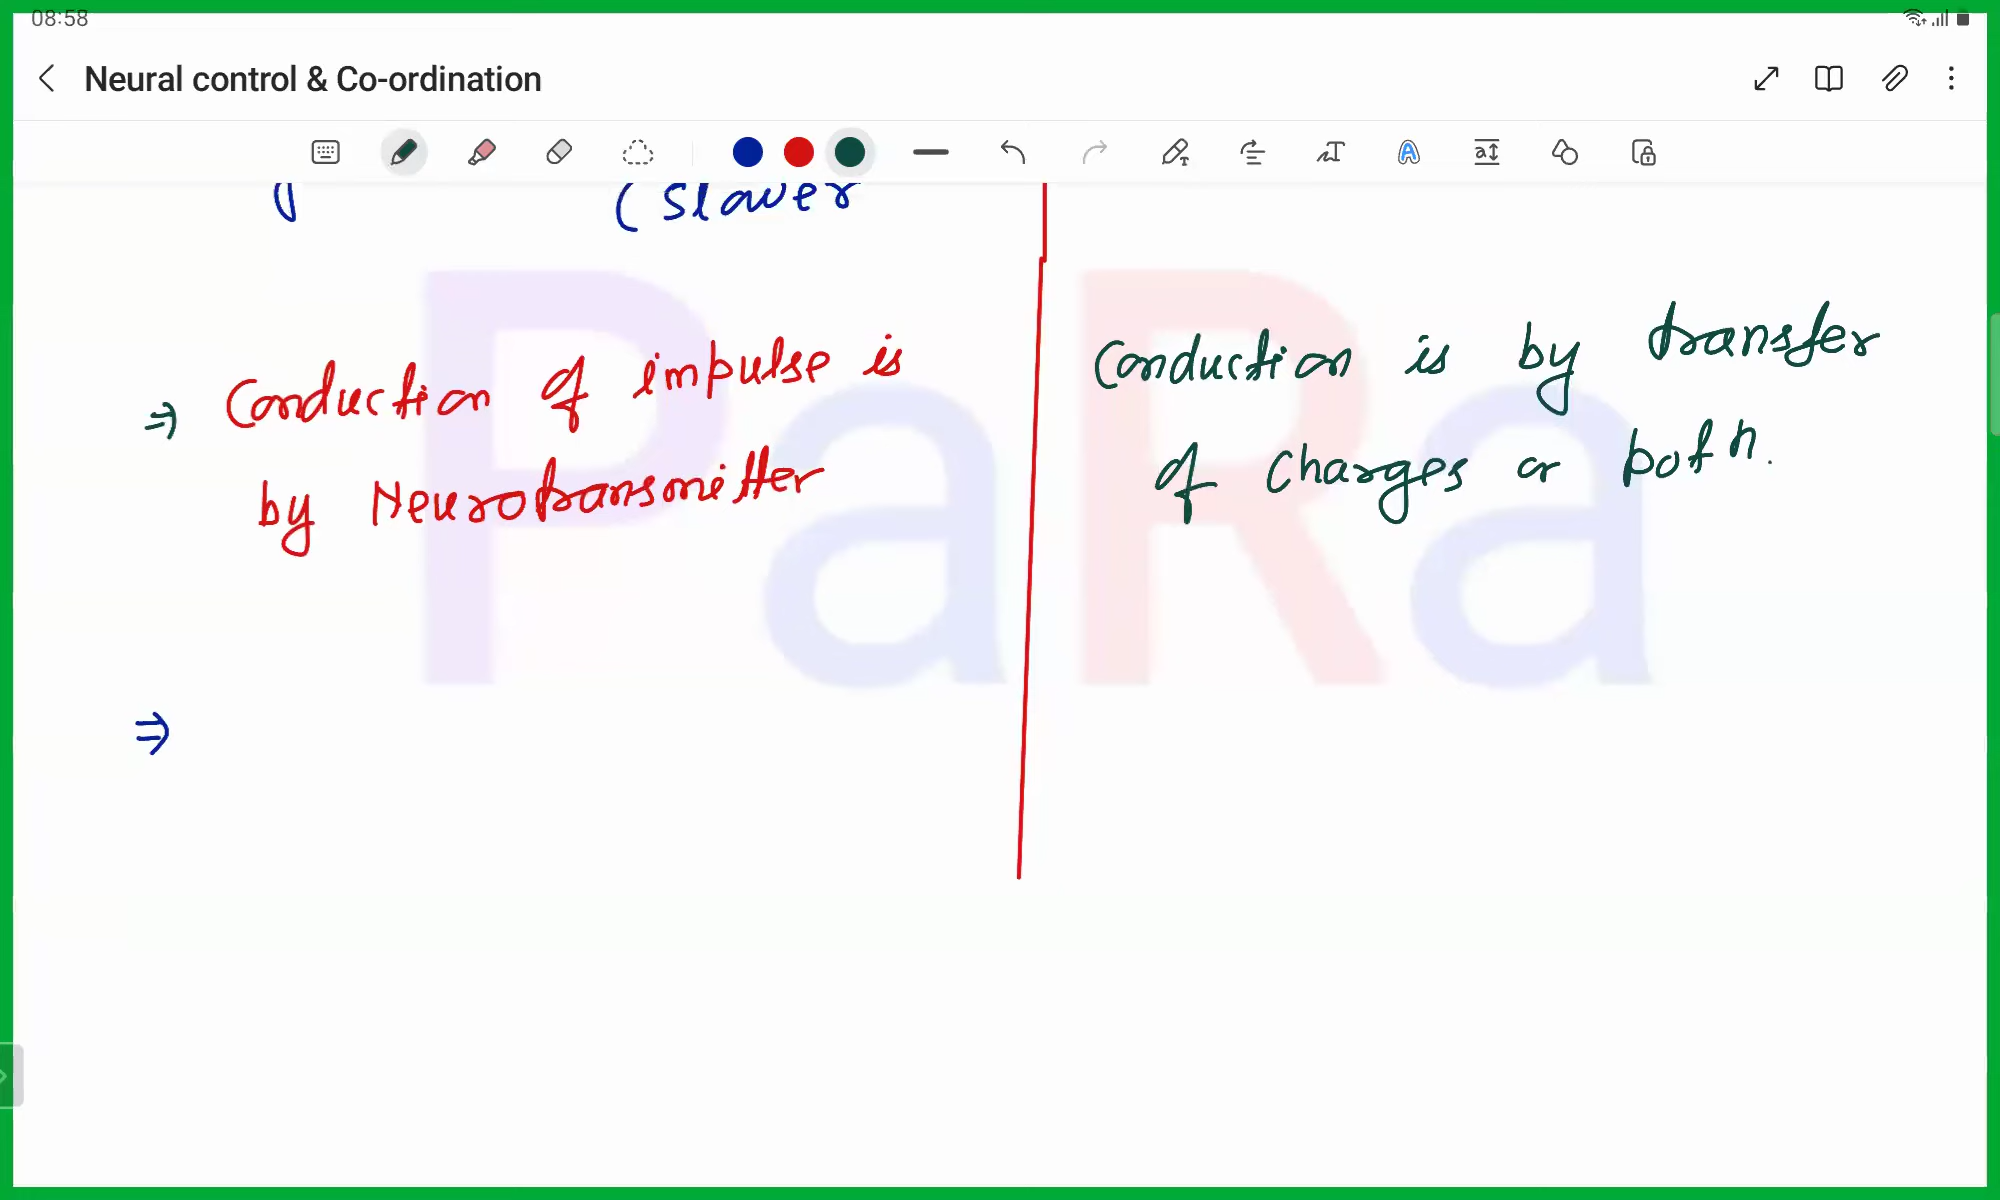 08:58
Neural control & Co-ordination
(slower
⇒ Conduction of impulse is
by Neurotransmitter
Conduction is by transfer
of Charges or both.
⇒
PaRa